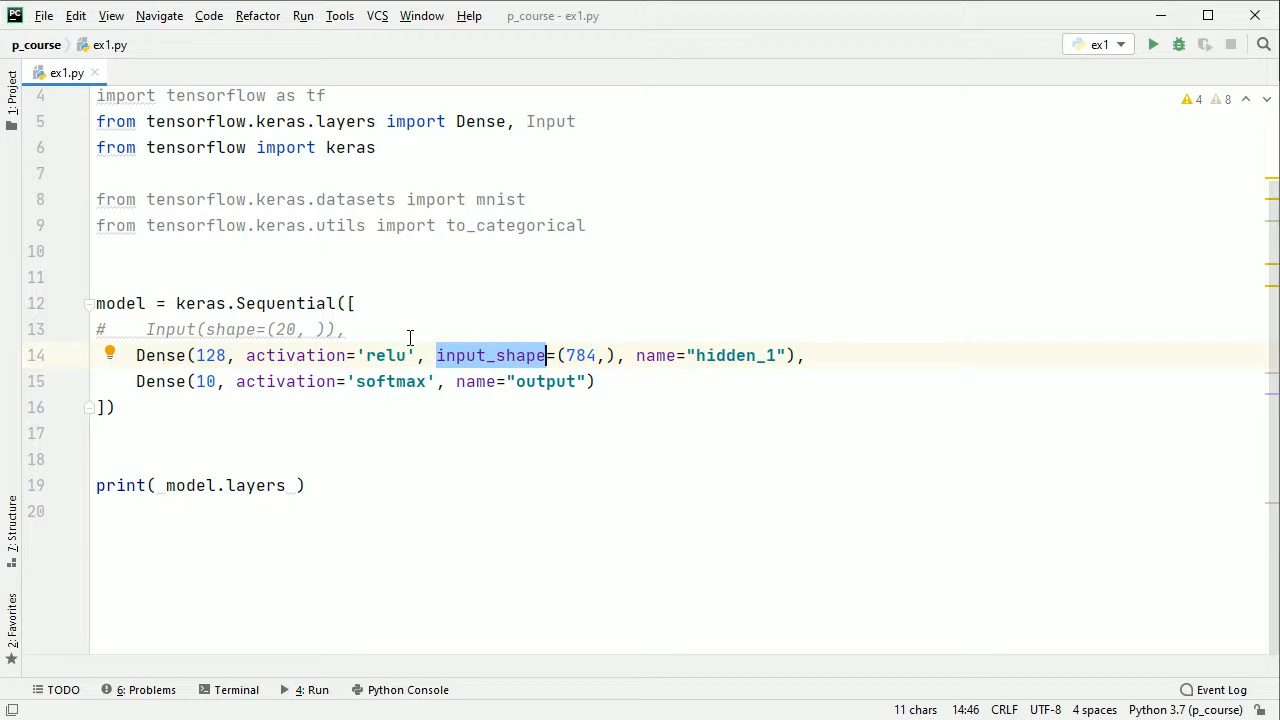 PC File Edit View Navigate Code Refactor Run Tools VCS Window Help p_course - ex1.py
p_course ex1.py ex1
ex1.py
1: Project
4 import tensorflow as tf 4 8
5 from tensorflow.keras.layers import Dense, Input
6 from tensorflow import keras
7
8 from tensorflow.keras.datasets import mnist
9 from tensorflow.keras.utils import to_categorical
10
11
12 model = keras.Sequential([
13 #    Input(shape=(20, )),
14     Dense(128, activation='relu', input_shape=(784,), name="hidden_1"),
15     Dense(10, activation='softmax', name="output")
16 ])
17
18
19 print( model.layers )
20
7: Structure
2: Favorites
TODO 6: Problems Terminal 4: Run Python Console Event Log
11 chars 14:46 CRLF UTF-8 4 spaces Python 3.7 (p_course)